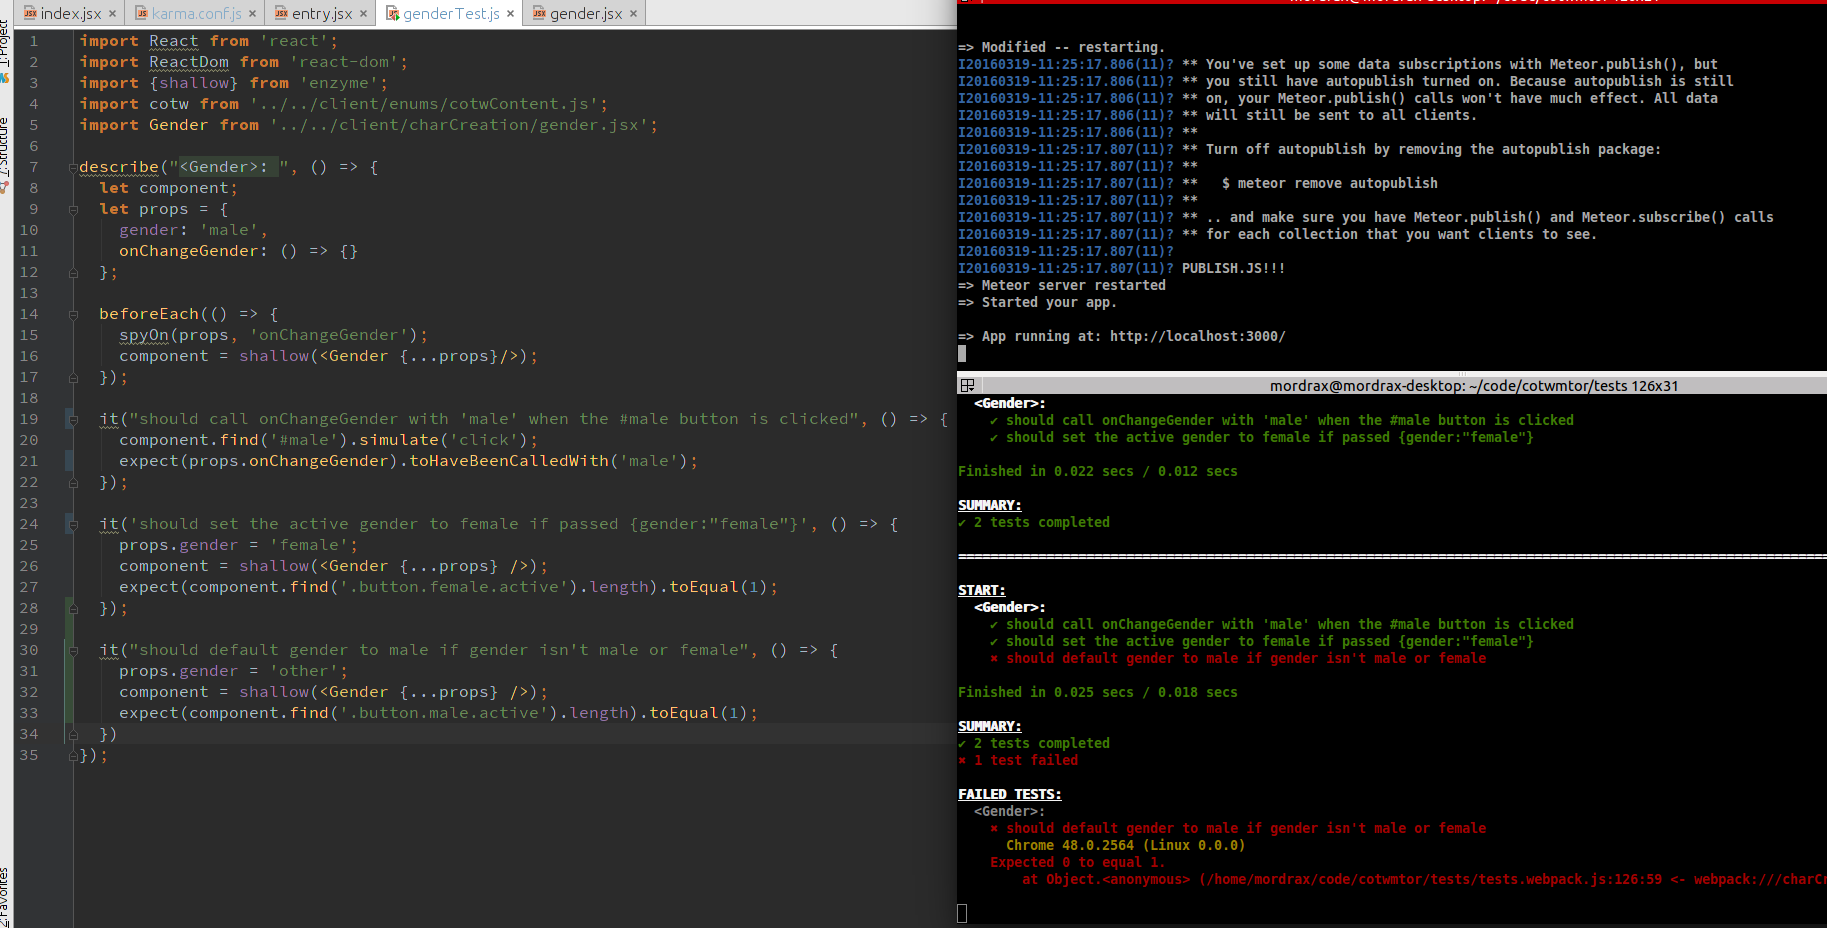 index.jsx × karma.conf.js × entry.jsx × genderTest.js × gender.jsx ×
1: Project
7: Structure
2: Favorites
1 import React from 'react';
2 import ReactDom from 'react-dom';
3 import {shallow} from 'enzyme';
4 import cotw from '../../client/enums/cotwContent.js';
5 import Gender from '../../client/charCreation/gender.jsx';
6
7 describe("<Gender>: ", () => {
8 let component;
9 let props = {
10 gender: 'male',
11 onChangeGender: () => {}
12 };
13
14 beforeEach(() => {
15 spyOn(props, 'onChangeGender');
16 component = shallow(<Gender {...props}/>);
17 });
18
19 it("should call onChangeGender with 'male' when the #male button is clicked", () => {
20 component.find('#male').simulate('click');
21 expect(props.onChangeGender).toHaveBeenCalledWith('male');
22 });
23
24 it('should set the active gender to female if passed {gender:"female"}', () => {
25 props.gender = 'female';
26 component = shallow(<Gender {...props} />);
27 expect(component.find('.button.female.active').length).toEqual(1);
28 });
29
30 it("should default gender to male if gender isn't male or female", () => {
31 props.gender = 'other';
32 component = shallow(<Gender {...props} />);
33 expect(component.find('.button.male.active').length).toEqual(1);
34 })
35 });
=> Modified -- restarting.
I20160319-11:25:17.806(11)? ** You've set up some data subscriptions with Meteor.publish(), but
I20160319-11:25:17.806(11)? ** you still have autopublish turned on. Because autopublish is still
I20160319-11:25:17.806(11)? ** on, your Meteor.publish() calls won't have much effect. All data
I20160319-11:25:17.806(11)? ** will still be sent to all clients.
I20160319-11:25:17.806(11)? **
I20160319-11:25:17.807(11)? ** Turn off autopublish by removing the autopublish package:
I20160319-11:25:17.807(11)? **
I20160319-11:25:17.807(11)? **   $ meteor remove autopublish
I20160319-11:25:17.807(11)? **
I20160319-11:25:17.807(11)? ** .. and make sure you have Meteor.publish() and Meteor.subscribe() calls
I20160319-11:25:17.807(11)? ** for each collection that you want clients to see.
I20160319-11:25:17.807(11)?
I20160319-11:25:17.807(11)? PUBLISH.JS!!!
=> Meteor server restarted
=> Started your app.
=> App running at: http://localhost:3000/
mordrax@mordrax-desktop: ~/code/cotwmtor/tests 126x31
<Gender>:
✔ should call onChangeGender with 'male' when the #male button is clicked
✔ should set the active gender to female if passed {gender:"female"}
Finished in 0.022 secs / 0.012 secs
SUMMARY:
✔ 2 tests completed
START:
<Gender>:
✔ should call onChangeGender with 'male' when the #male button is clicked
✔ should set the active gender to female if passed {gender:"female"}
✖ should default gender to male if gender isn't male or female
Finished in 0.025 secs / 0.018 secs
SUMMARY:
✔ 2 tests completed
✖ 1 test failed
FAILED TESTS:
<Gender>:
✖ should default gender to male if gender isn't male or female
Chrome 48.0.2564 (Linux 0.0.0)
Expected 0 to equal 1.
at Object.<anonymous> (/home/mordrax/code/cotwmtor/tests/tests.webpack.js:126:59 <- webpack:///charCr